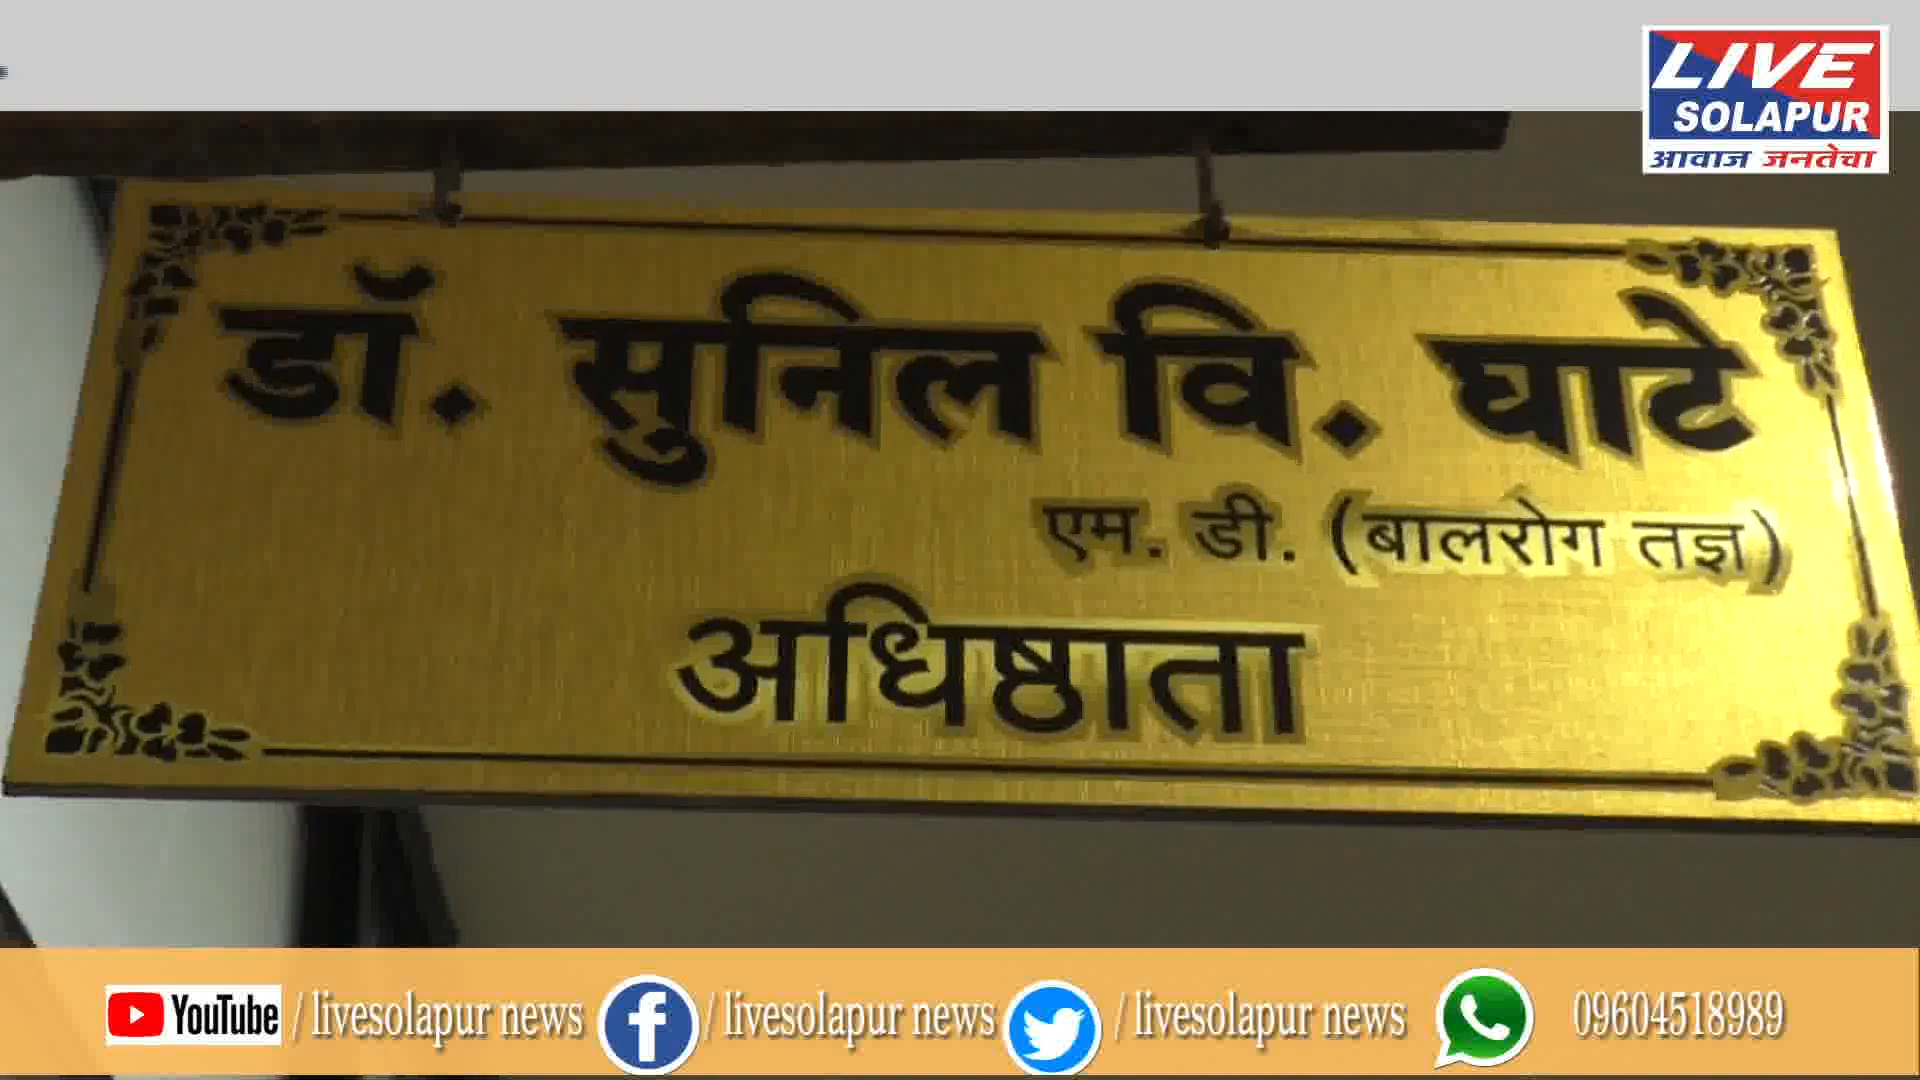 LIVE
SOLAPUR
आवाज जनतेचा
डॉ. सुनिल वि. घाटे
एम. डी. (बालरोग तज्ञ)
अधिष्ठाता
YouTube / livesolapur news / livesolapur news / livesolapur news 09604518989